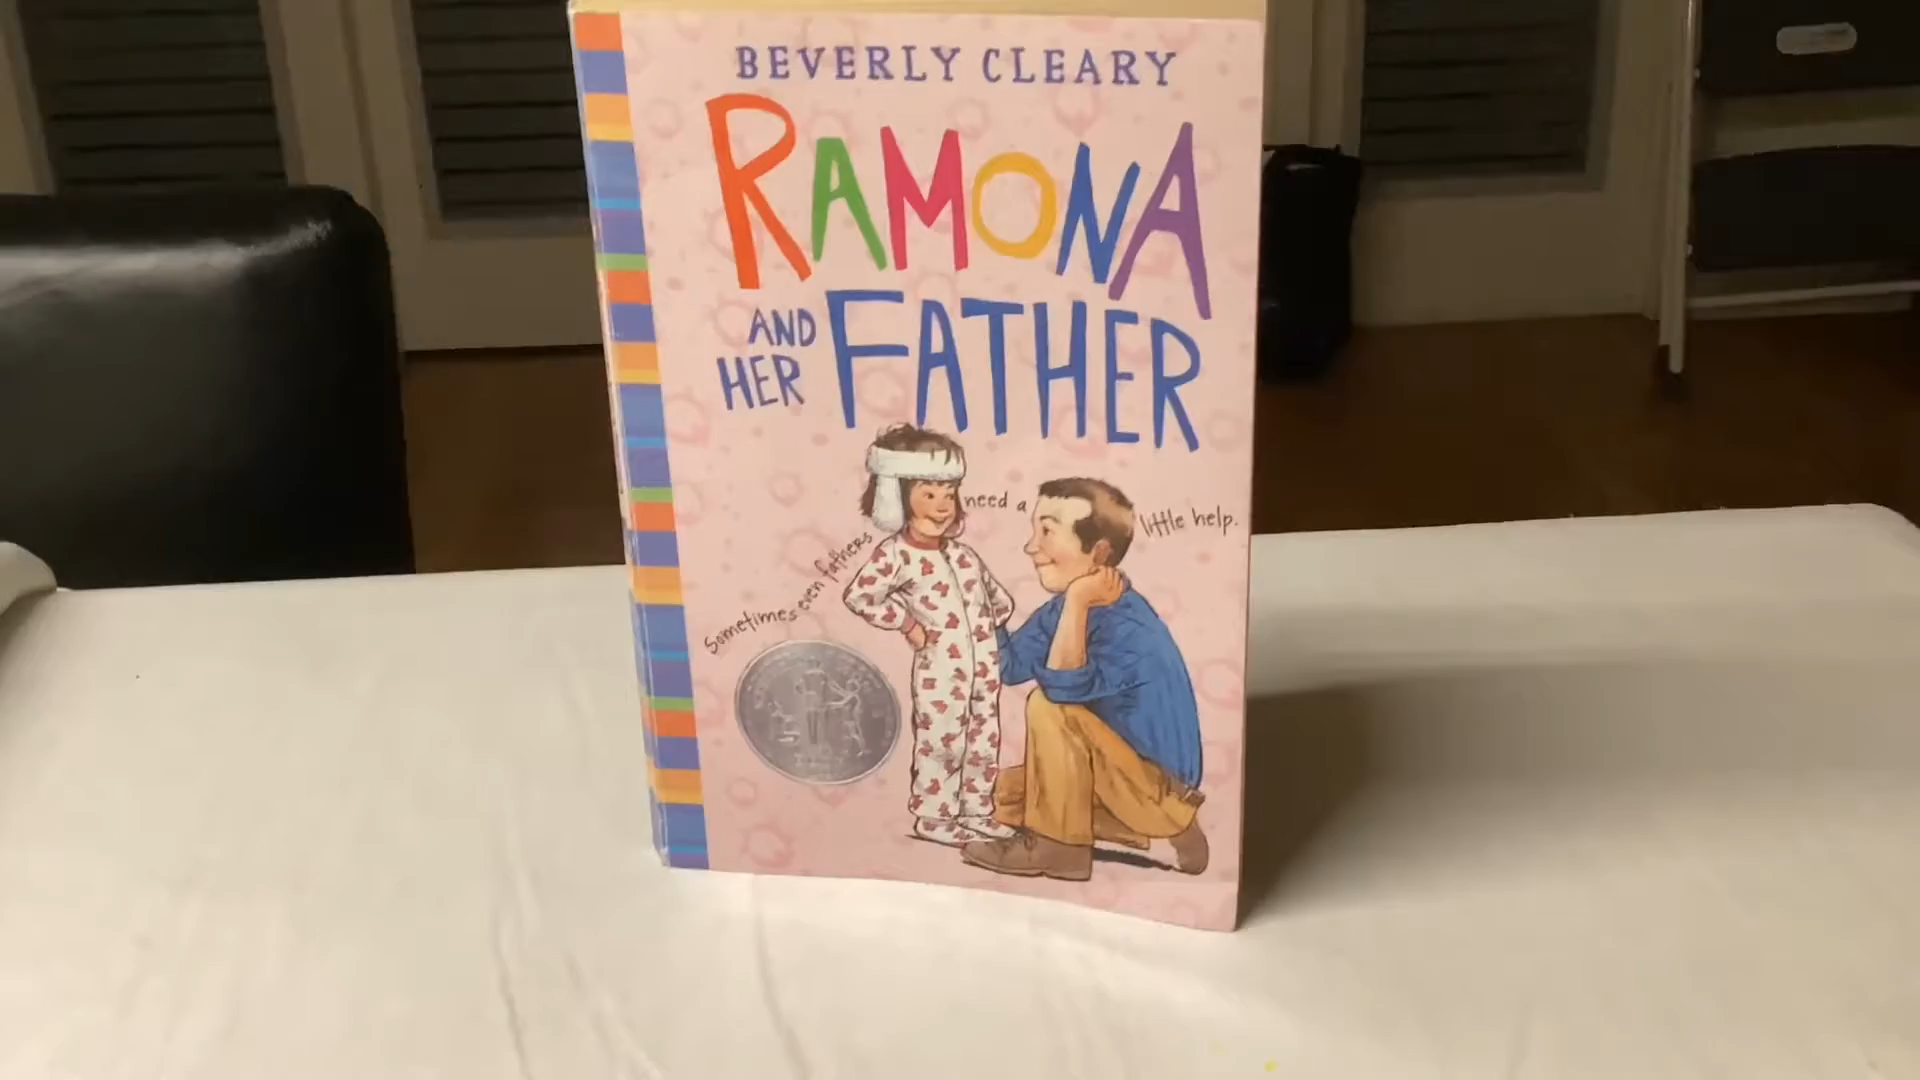 BEVERLY CLEARY
RAMONA
AND HER
FATHER
Sometimes even fathers need a little help.